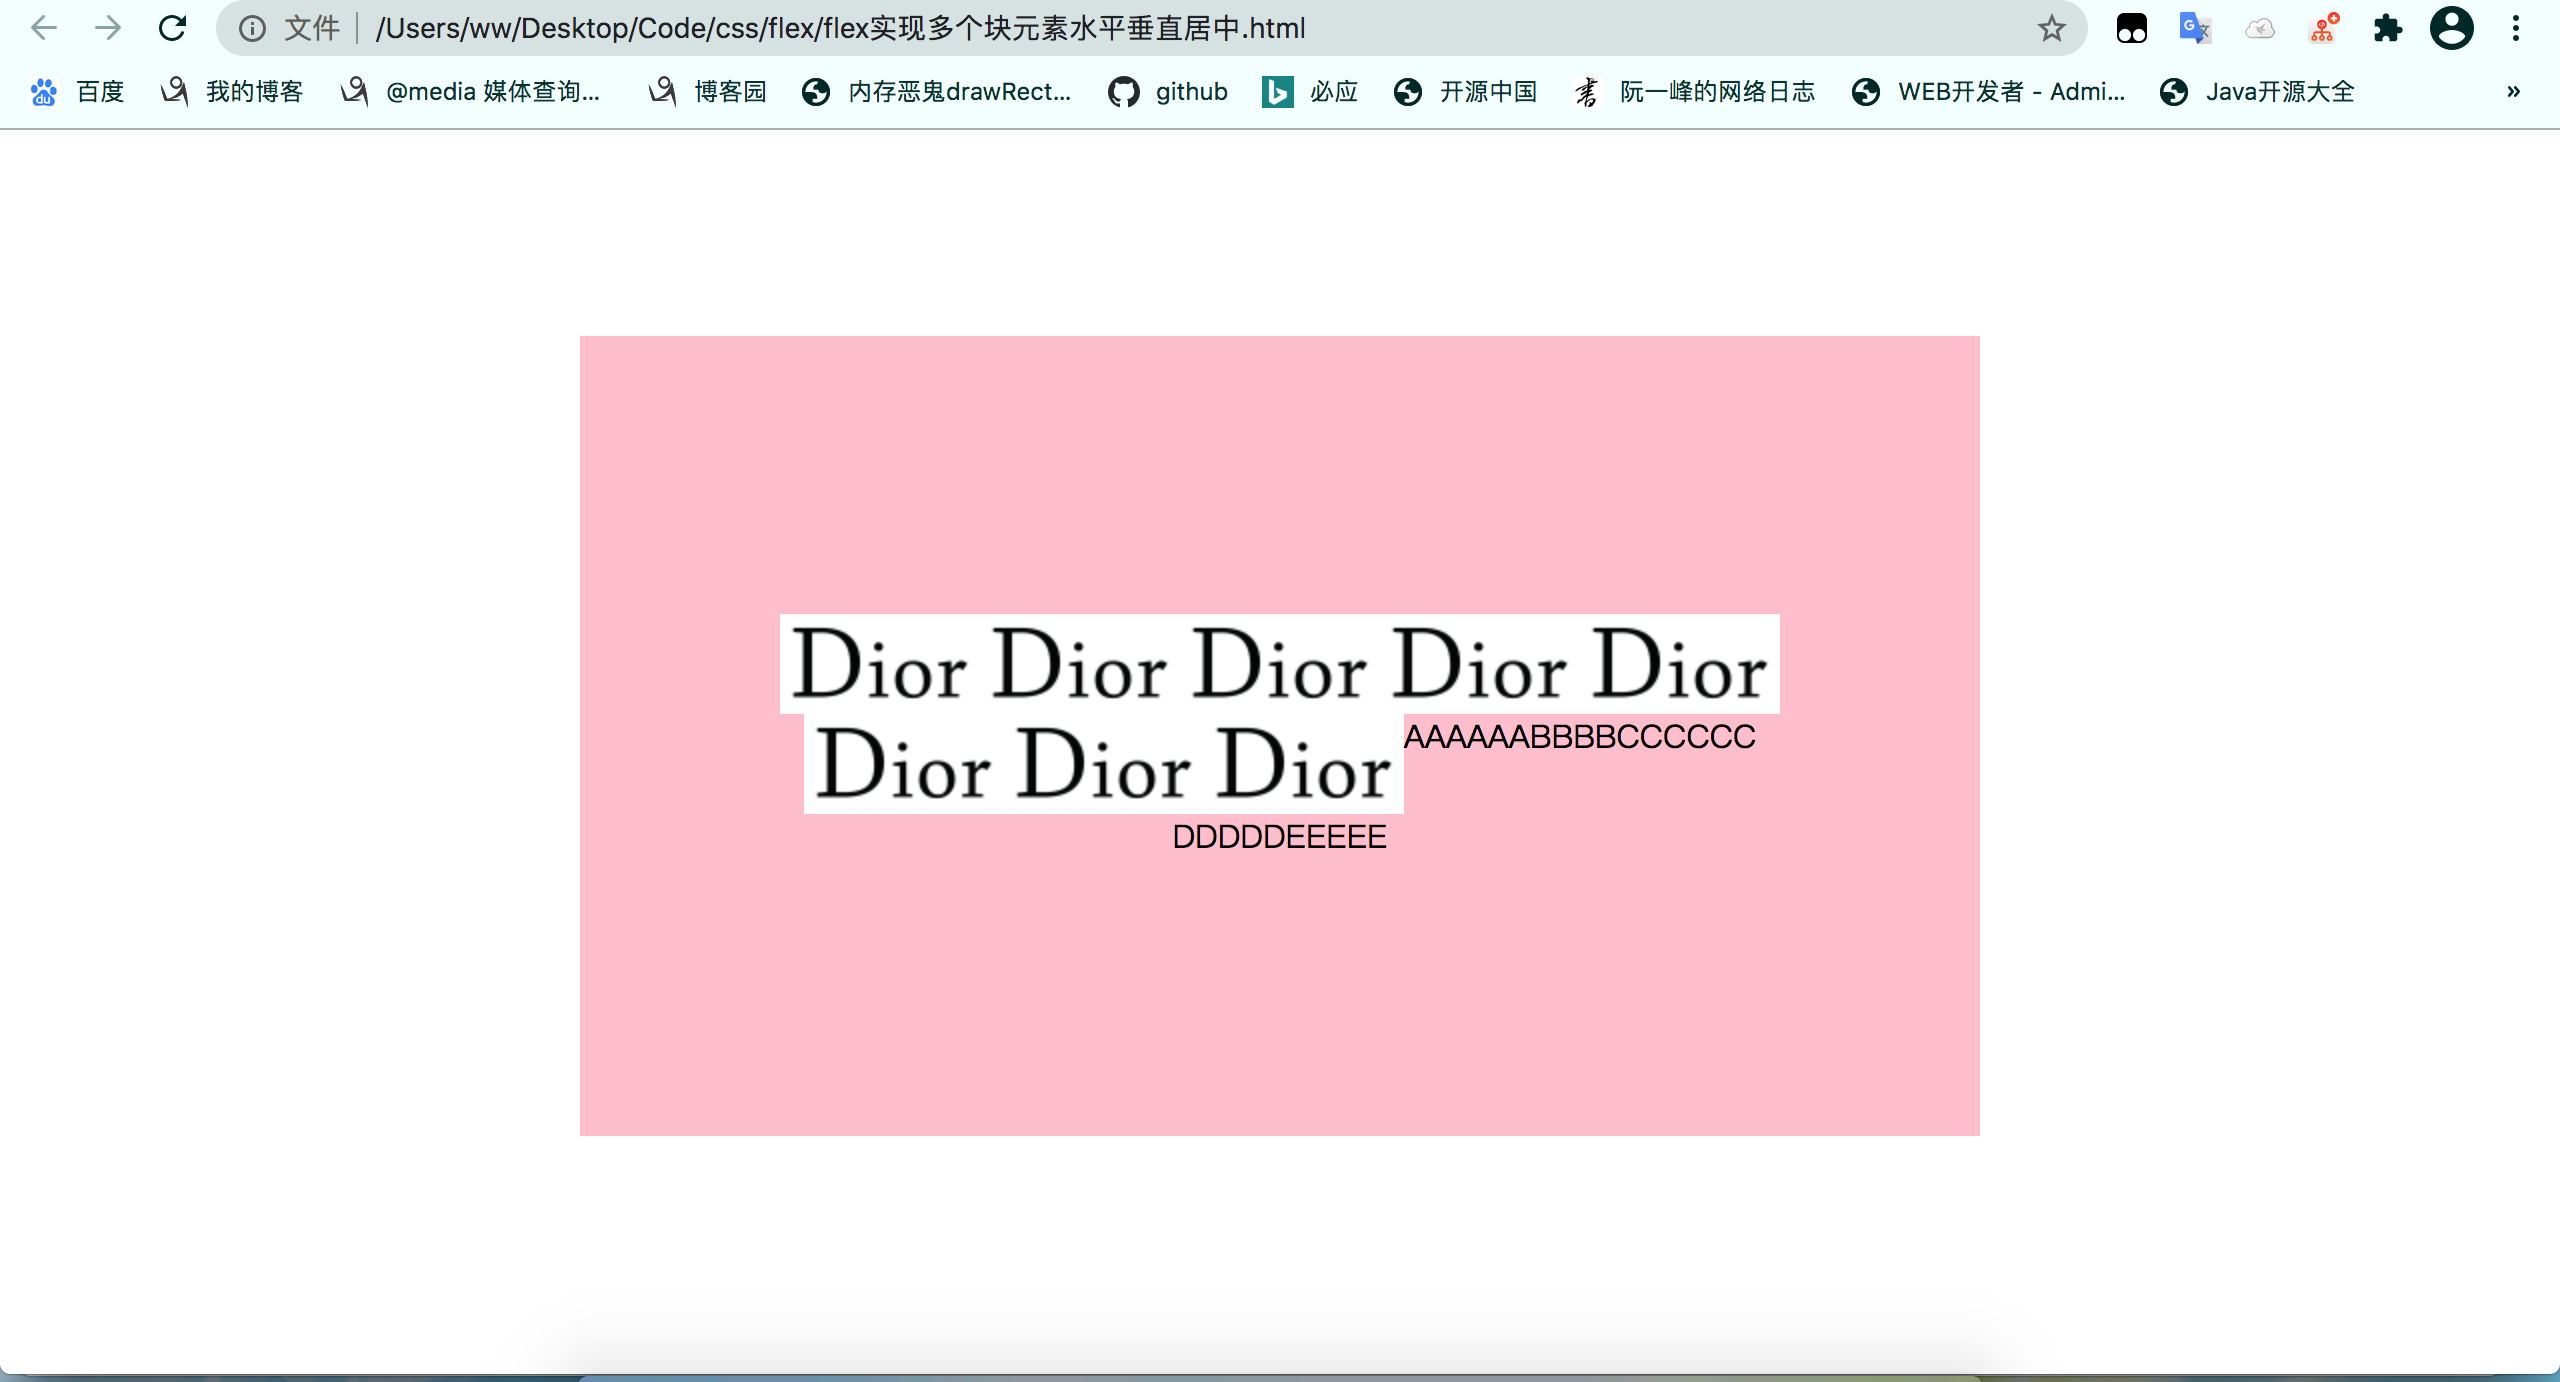 文件 /Users/ww/Desktop/Code/css/flex/flex实现多个块元素水平垂直居中.html
百度 我的博客 @media 媒体查询... 博客园 内存恶鬼drawRect... github 必应 开源中国 阮一峰的网络日志 WEB开发者 - Admi... Java开源大全 »
Dior Dior Dior Dior Dior
Dior Dior Dior AAAAAABBBBCCCCCC
DDDDDEEEEE